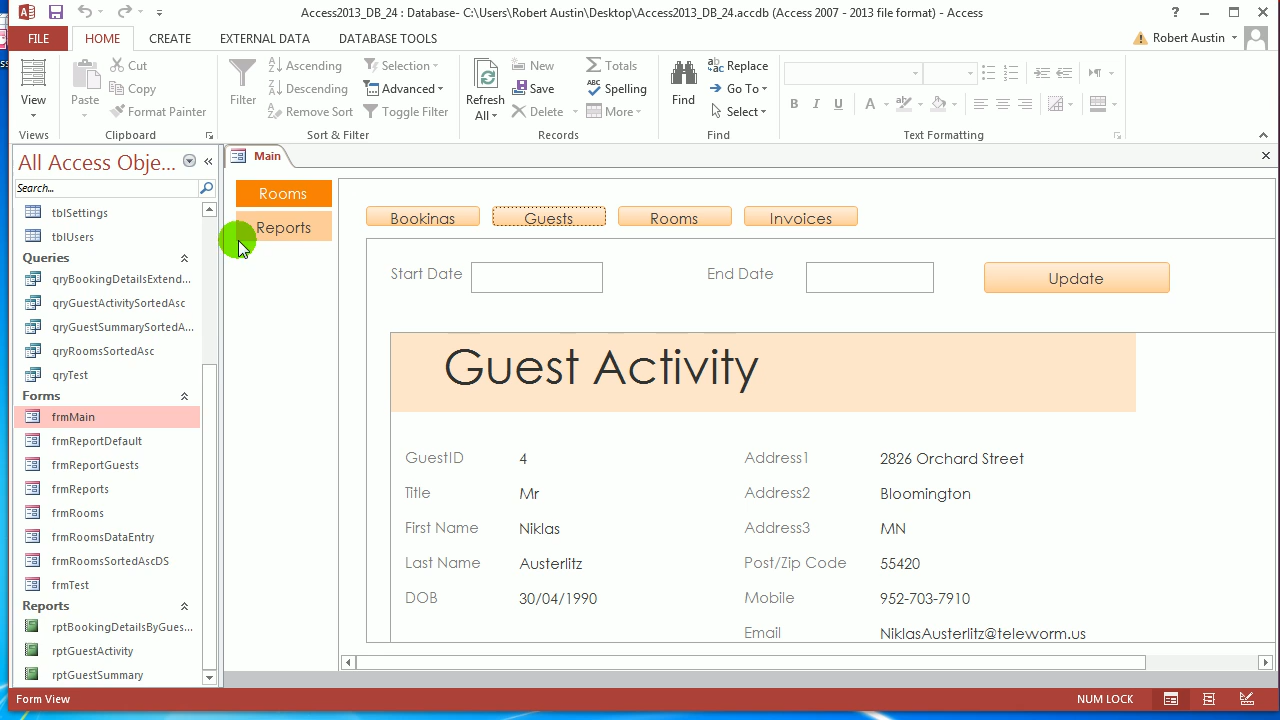 Access2013_DB_24 : Database- C:\Users\Robert Austin\Desktop\Access2013_DB_24.accdb (Access 2007 - 2013 file format) - Access
FILE HOME CREATE EXTERNAL DATA DATABASE TOOLS Robert Austin
View
Views
Paste
Cut
Copy
Format Painter
Clipboard
Filter
Ascending
Descending
Remove Sort
Selection
Advanced
Toggle Filter
Sort & Filter
Refresh
All
New
Save
Delete
Totals
Spelling
More
Records
Find
Replace
Go To
Select
Find
B I U A
Text Formatting
All Access Obje...
Search...
tblSettings
tblUsers
Queries
qryBookingDetailsExtend...
qryGuestActivitySortedAsc
qryGuestSummarySortedA...
qryRoomsSortedAsc
qryTest
Forms
frmMain
frmReportDefault
frmReportGuests
frmReports
frmRooms
frmRoomsDataEntry
frmRoomsSortedAscDS
frmTest
Reports
rptBookingDetailsByGues...
rptGuestActivity
rptGuestSummary
Main
Rooms
Reports
Bookings Guests Rooms Invoices
Start Date End Date Update
Guest Activity
GuestID 4 Address1 2826 Orchard Street
Title Mr Address2 Bloomington
First Name Niklas Address3 MN
Last Name Austerlitz Post/Zip Code 55420
DOB 30/04/1990 Mobile 952-703-7910
Email NiklasAusterlitz@teleworm.us
Form View NUM LOCK